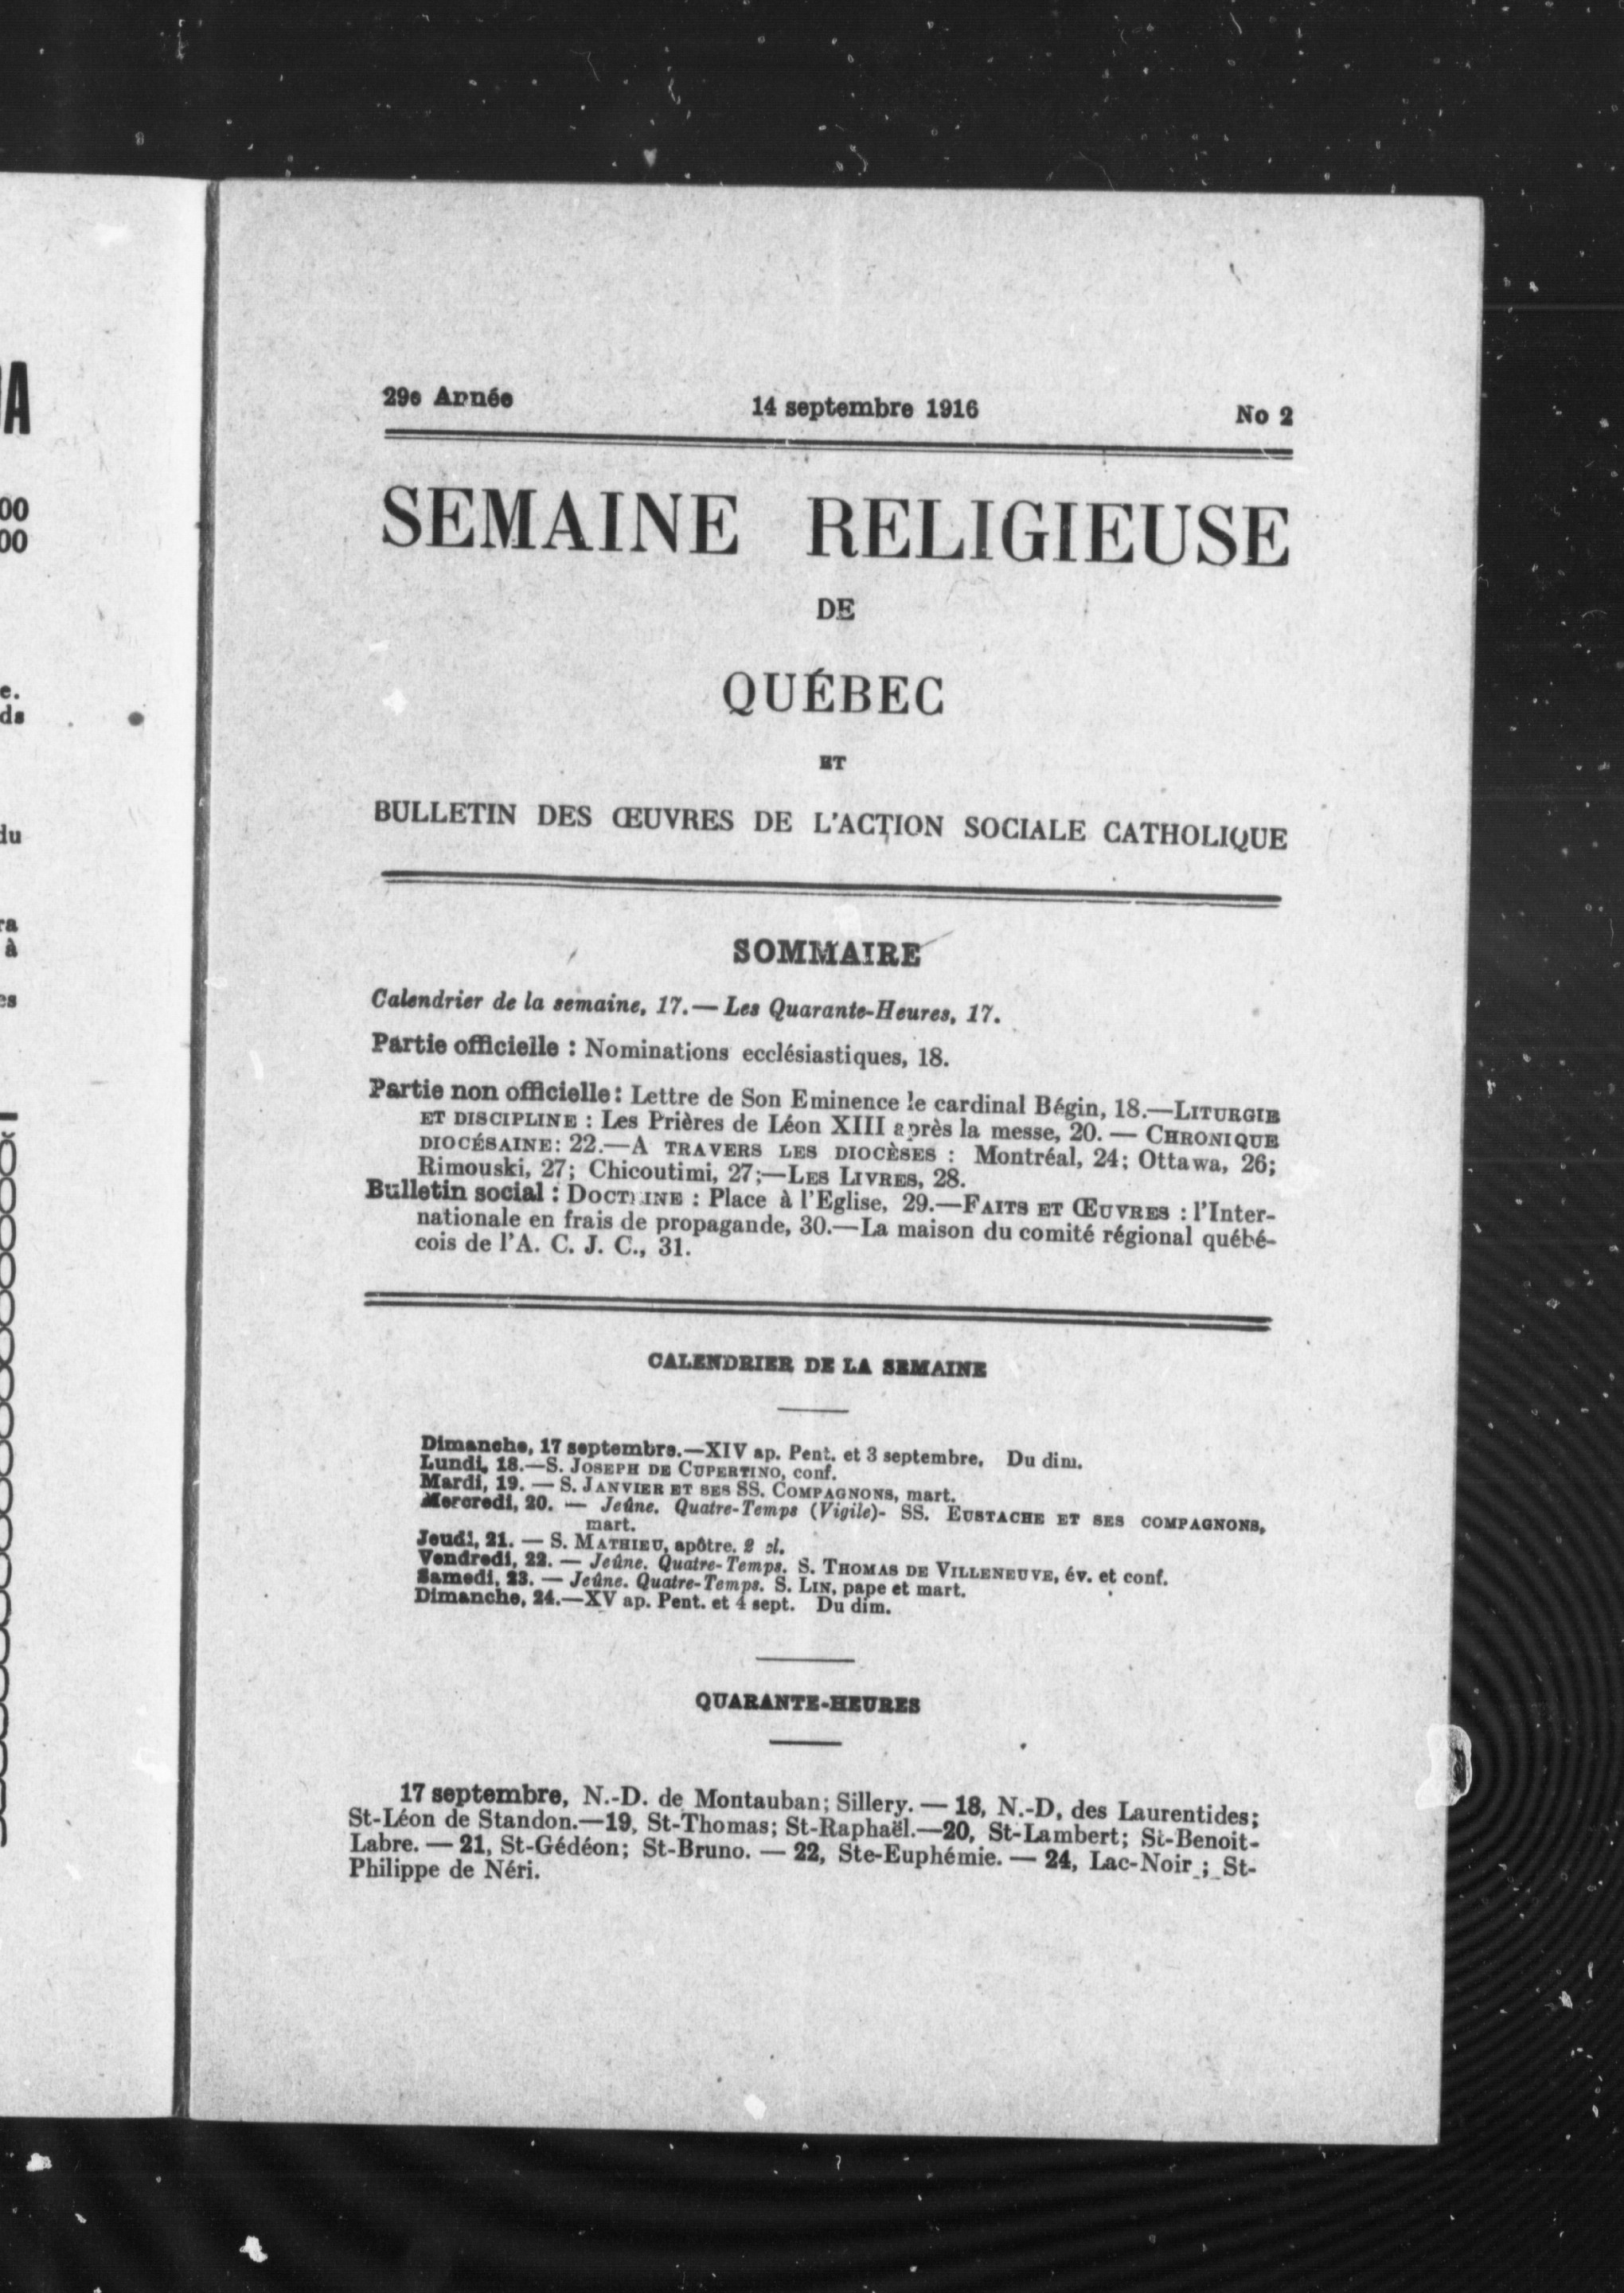 29e Année 14 septembre 1916 No 2
SEMAINE RELIGIEUSE
DE
QUÉBEC
ET
BULLETIN DES ŒUVRES DE L'ACTION SOCIALE CATHOLIQUE
SOMMAIRE
Calendrier de la semaine, 17.—Les Quarante-Heures, 17.
Partie officielle : Nominations ecclésiastiques, 18.
Partie non officielle: Lettre de Son Eminence le cardinal Bégin, 18.—LITURGIE
ET DISCIPLINE : Les Prières de Léon XIII après la messe, 20. — CHRONIQUE
DIOCÉSAINE: 22.—A TRAVERS LES DIOCÈSES : Montréal, 24; Ottawa, 26;
Rimouski, 27; Chicoutimi, 27;—LES LIVRES, 28.
Bulletin social : DOCTRINE : Place à l'Eglise, 29.—FAITS ET ŒUVRES : l'Inter-
nationale en frais de propagande, 30.—La maison du comité régional québé-
cois de l'A. C. J. C., 31.
CALENDRIER DE LA SEMAINE
Dimanche, 17 septembre.—XIV ap. Pent. et 3 septembre, Du dim.
Lundi, 18.—S. JOSEPH DE CUPERTINO, conf.
Mardi, 19. — S. JANVIER ET SES SS. COMPAGNONS, mart.
Mercredi, 20. — Jeûne. Quatre-Temps (Vigile)- SS. EUSTACHE ET SES COMPAGNONS,
mart.
Jeudi, 21. — S. MATHIEU, apôtre. 2 cl.
Vendredi, 22. — Jeûne. Quatre-Temps. S. THOMAS DE VILLENEUVE, év. et conf.
Samedi, 23. — Jeûne. Quatre-Temps. S. LIN, pape et mart.
Dimanche, 24.—XV ap. Pent. et 4 sept. Du dim.
QUARANTE-HEURES
17 septembre, N.-D. de Montauban; Sillery. — 18, N.-D. des Laurentides;
St-Léon de Standon.—19, St-Thomas; St-Raphaël.—20, St-Lambert; St-Benoit-
Labre. — 21, St-Gédéon; St-Bruno. — 22, Ste-Euphémie. — 24, Lac-Noir ; St-
Philippe de Néri.